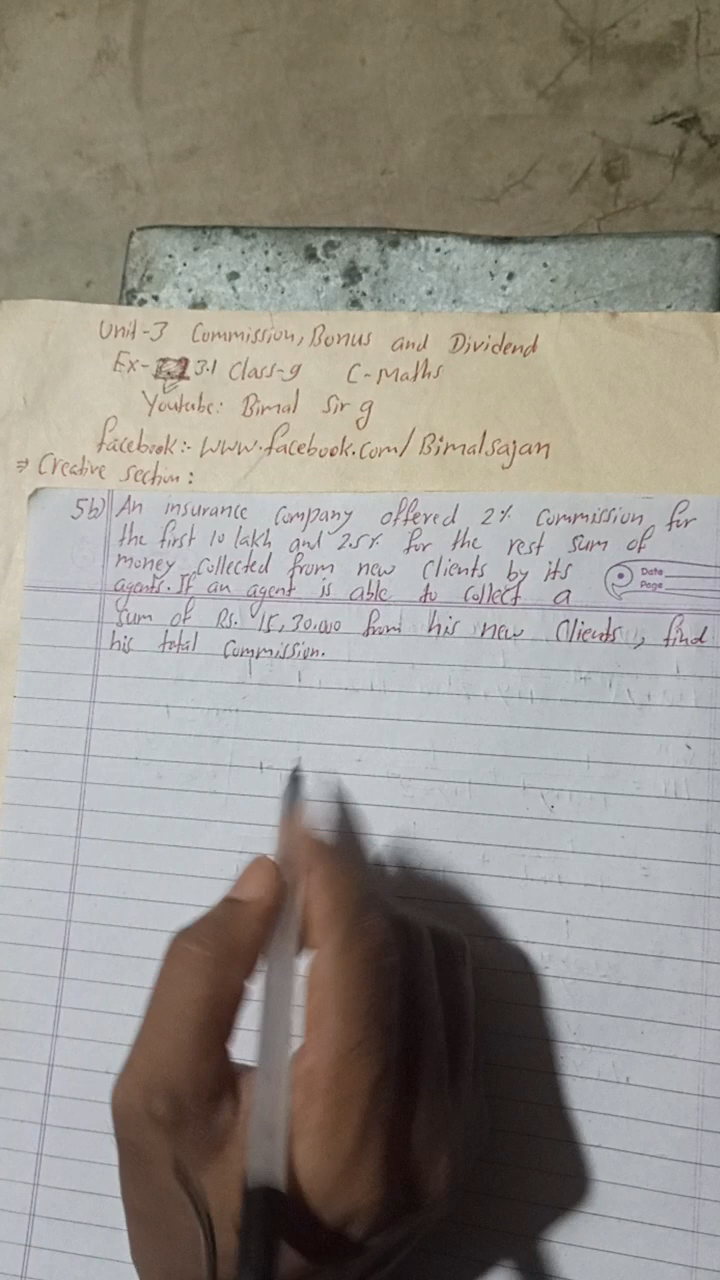 Unit-3 Commission, Bonus and Dividend
Ex- 3.1 Class-9 C-Maths
Youtube: Bimal Sir g
facebook:- www.facebook.com/Bimalsajan
⇒ Creative section:
5b) An insurance Company offered 2% Commission for
the first 10 lakh and 2.5% for the rest sum of
money collected from new Clients by its
Date
Page
agents. If an agent is able to collect a
sum of Rs. 15,30,000 from his new Clients, find
his total Commission.